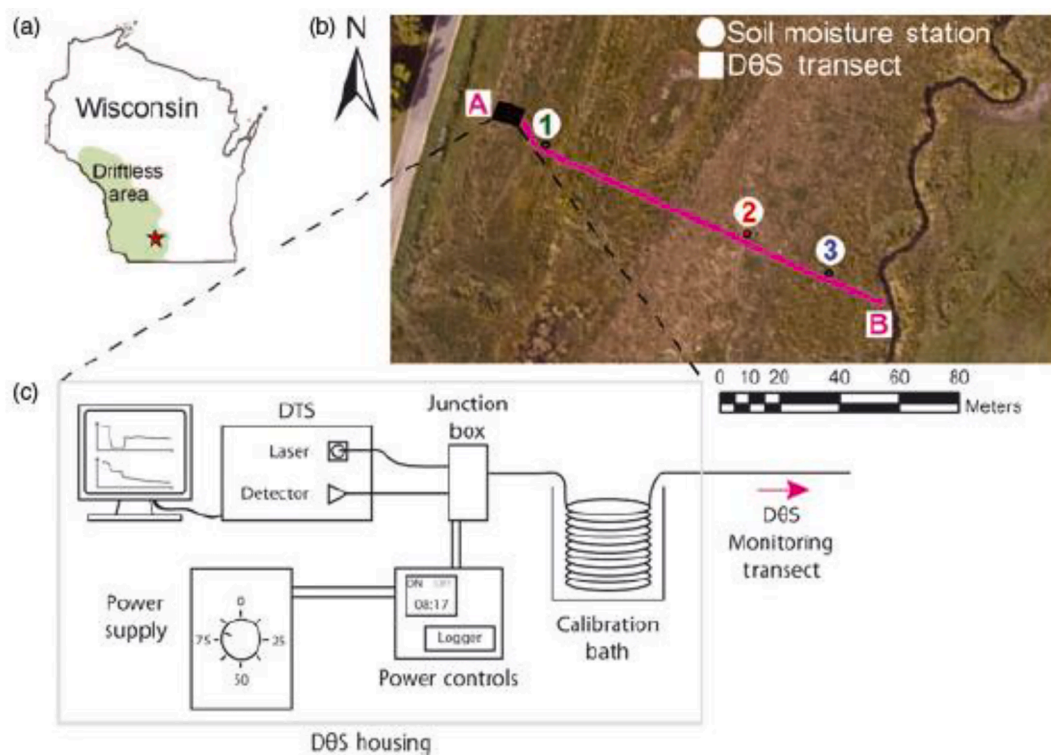 (a)
Wisconsin
Driftless
area
(b)
N
Soil moisture station
DθS transect
A
1
2
3
B
0 10 20 40 60 80
Meters
(c)
DTS
Laser
Detector
Junction
box
Power
supply
0
75
25
50
ON OFF
08:17
Logger
Power controls
Calibration
bath
DθS
Monitoring
transect
DθS housing